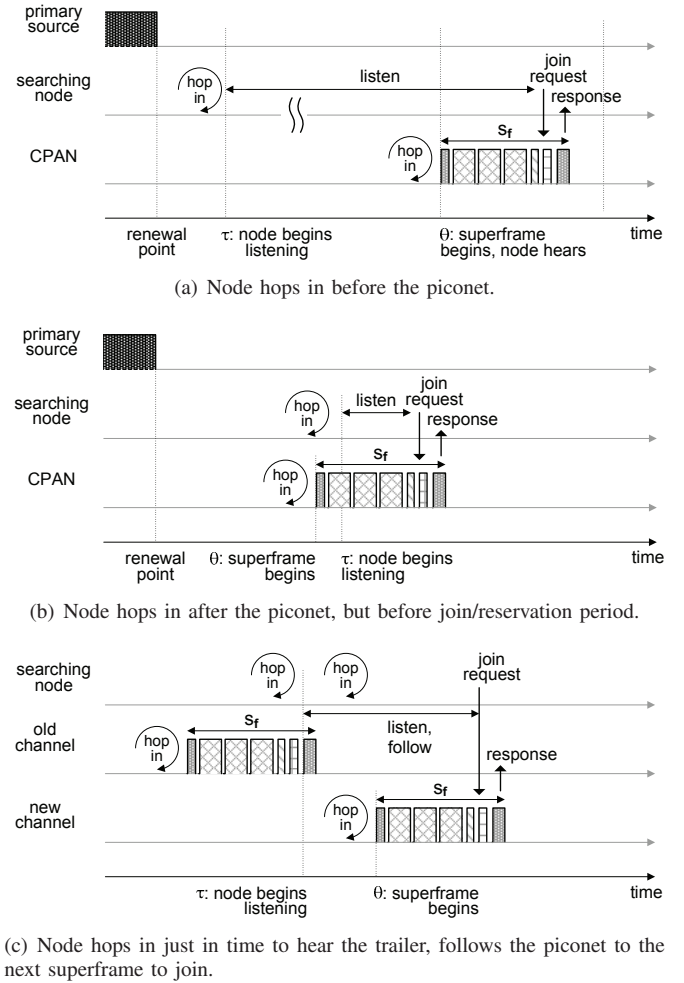 primary
source
searching
node
hop
in
listen
join
request
response
CPAN
hop
in
Sf
renewal
point
τ: node begins
listening
θ: superframe
begins, node hears
time
(a) Node hops in before the piconet.
primary
source
searching
node
hop
in
listen
join
request
response
CPAN
hop
in
Sf
renewal
point
θ: superframe
begins
τ: node begins
listening
time
(b) Node hops in after the piconet, but before join/reservation period.
searching
node
hop
in
hop
in
join
request
old
channel
hop
in
Sf
listen,
follow
response
new
channel
hop
in
Sf
τ: node begins
listening
θ: superframe
begins
time
(c) Node hops in just in time to hear the trailer, follows the piconet to the
next superframe to join.